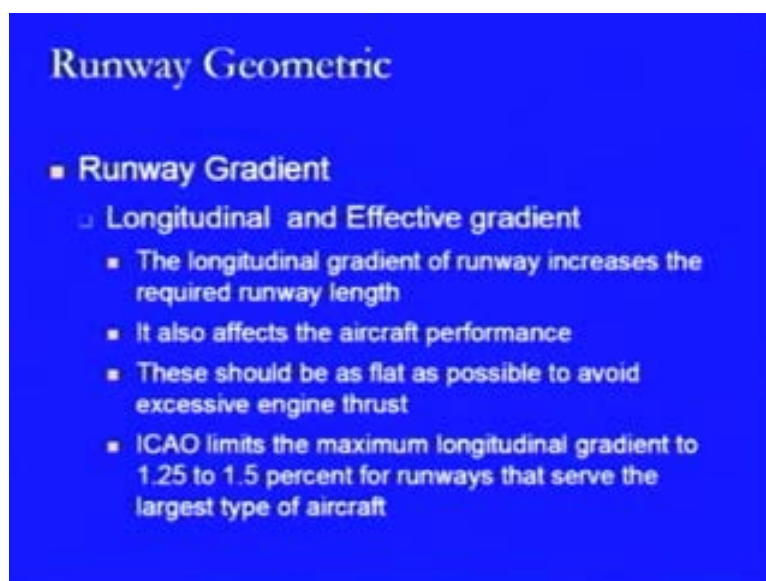 Runway Geometric
Runway Gradient
Longitudinal and Effective gradient
The longitudinal gradient of runway increases the
required runway length
It also affects the aircraft performance
These should be as flat as possible to avoid
excessive engine thrust
ICAO limits the maximum longitudinal gradient to
1.25 to 1.5 percent for runways that serve the
largest type of aircraft